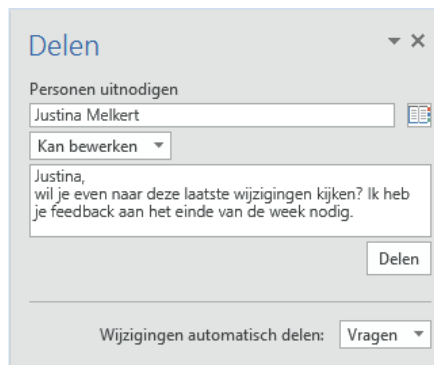 Delen
Personen uitnodigen
Justina Melkert
Kan bewerken
Justina,
wil je even naar deze laatste wijzigingen kijken? Ik heb
je feedback aan het einde van de week nodig.
Delen
Wijzigingen automatisch delen: Vragen